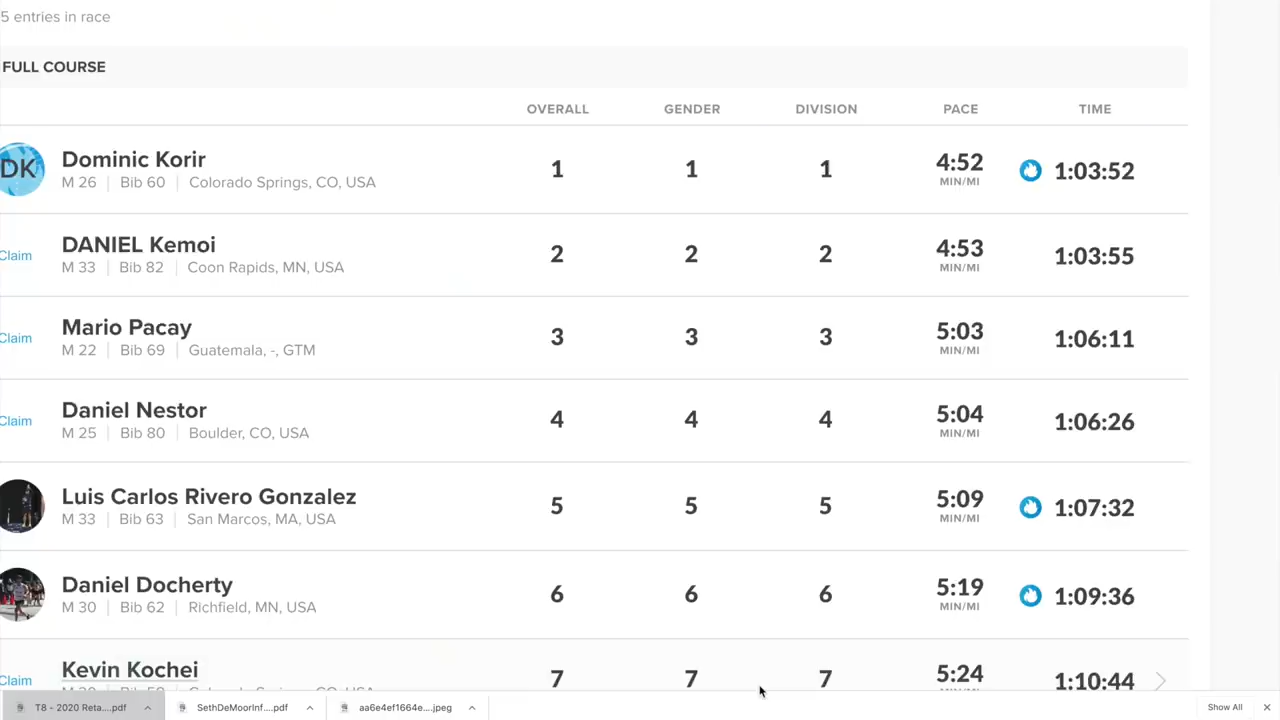 5 entries in race
FULL COURSE
OVERALL GENDER DIVISION PACE TIME
DK Dominic Korir 1 1 1 4:52 1:03:52
M 26 | Bib 60 | Colorado Springs, CO, USA MIN/MI
Claim DANIEL Kemoi 2 2 2 4:53 1:03:55
M 33 | Bib 82 | Coon Rapids, MN, USA MIN/MI
Claim Mario Pacay 3 3 3 5:03 1:06:11
M 22 | Bib 69 | Guatemala, -, GTM MIN/MI
Claim Daniel Nestor 4 4 4 5:04 1:06:26
M 25 | Bib 80 | Boulder, CO, USA MIN/MI
Luis Carlos Rivero Gonzalez 5 5 5 5:09 1:07:32
M 33 | Bib 63 | San Marcos, MA, USA MIN/MI
Daniel Docherty 6 6 6 5:19 1:09:36
M 30 | Bib 62 | Richfield, MN, USA MIN/MI
Claim Kevin Kochei 7 7 7 5:24 1:10:44
T8 - 2020 Reta....pdf SethDeMoorInf....pdf aa6e4ef1664e....jpeg Show All